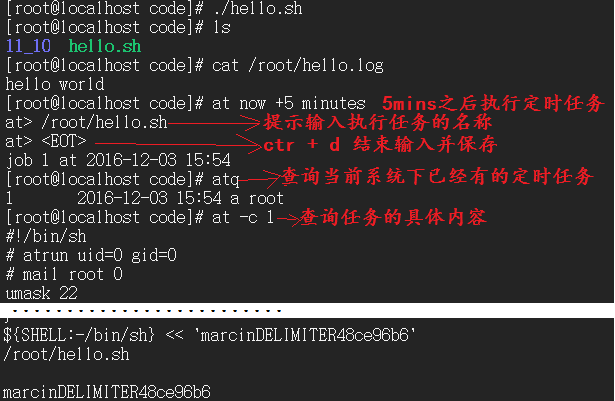 [root@localhost code]# ./hello.sh
[root@localhost code]# ls
11_10  hello.sh
[root@localhost code]# cat /root/hello.log
hello world
[root@localhost code]# at now +5 minutes 5mins之后执行定时任务
at> /root/hello.sh 提示输入执行任务的名称
at> <EOT> ctr + d 结束输入并保存
job 1 at 2016-12-03 15:54
[root@localhost code]# atq 查询当前系统下已经有的定时任务
1       2016-12-03 15:54 a root
[root@localhost code]# at -c 1 查询任务的具体内容
#!/bin/sh
# atrun uid=0 gid=0
# mail root 0
umask 22
${SHELL:-/bin/sh} << 'marcinDELIMITER48ce96b6'
/root/hello.sh
marcinDELIMITER48ce96b6